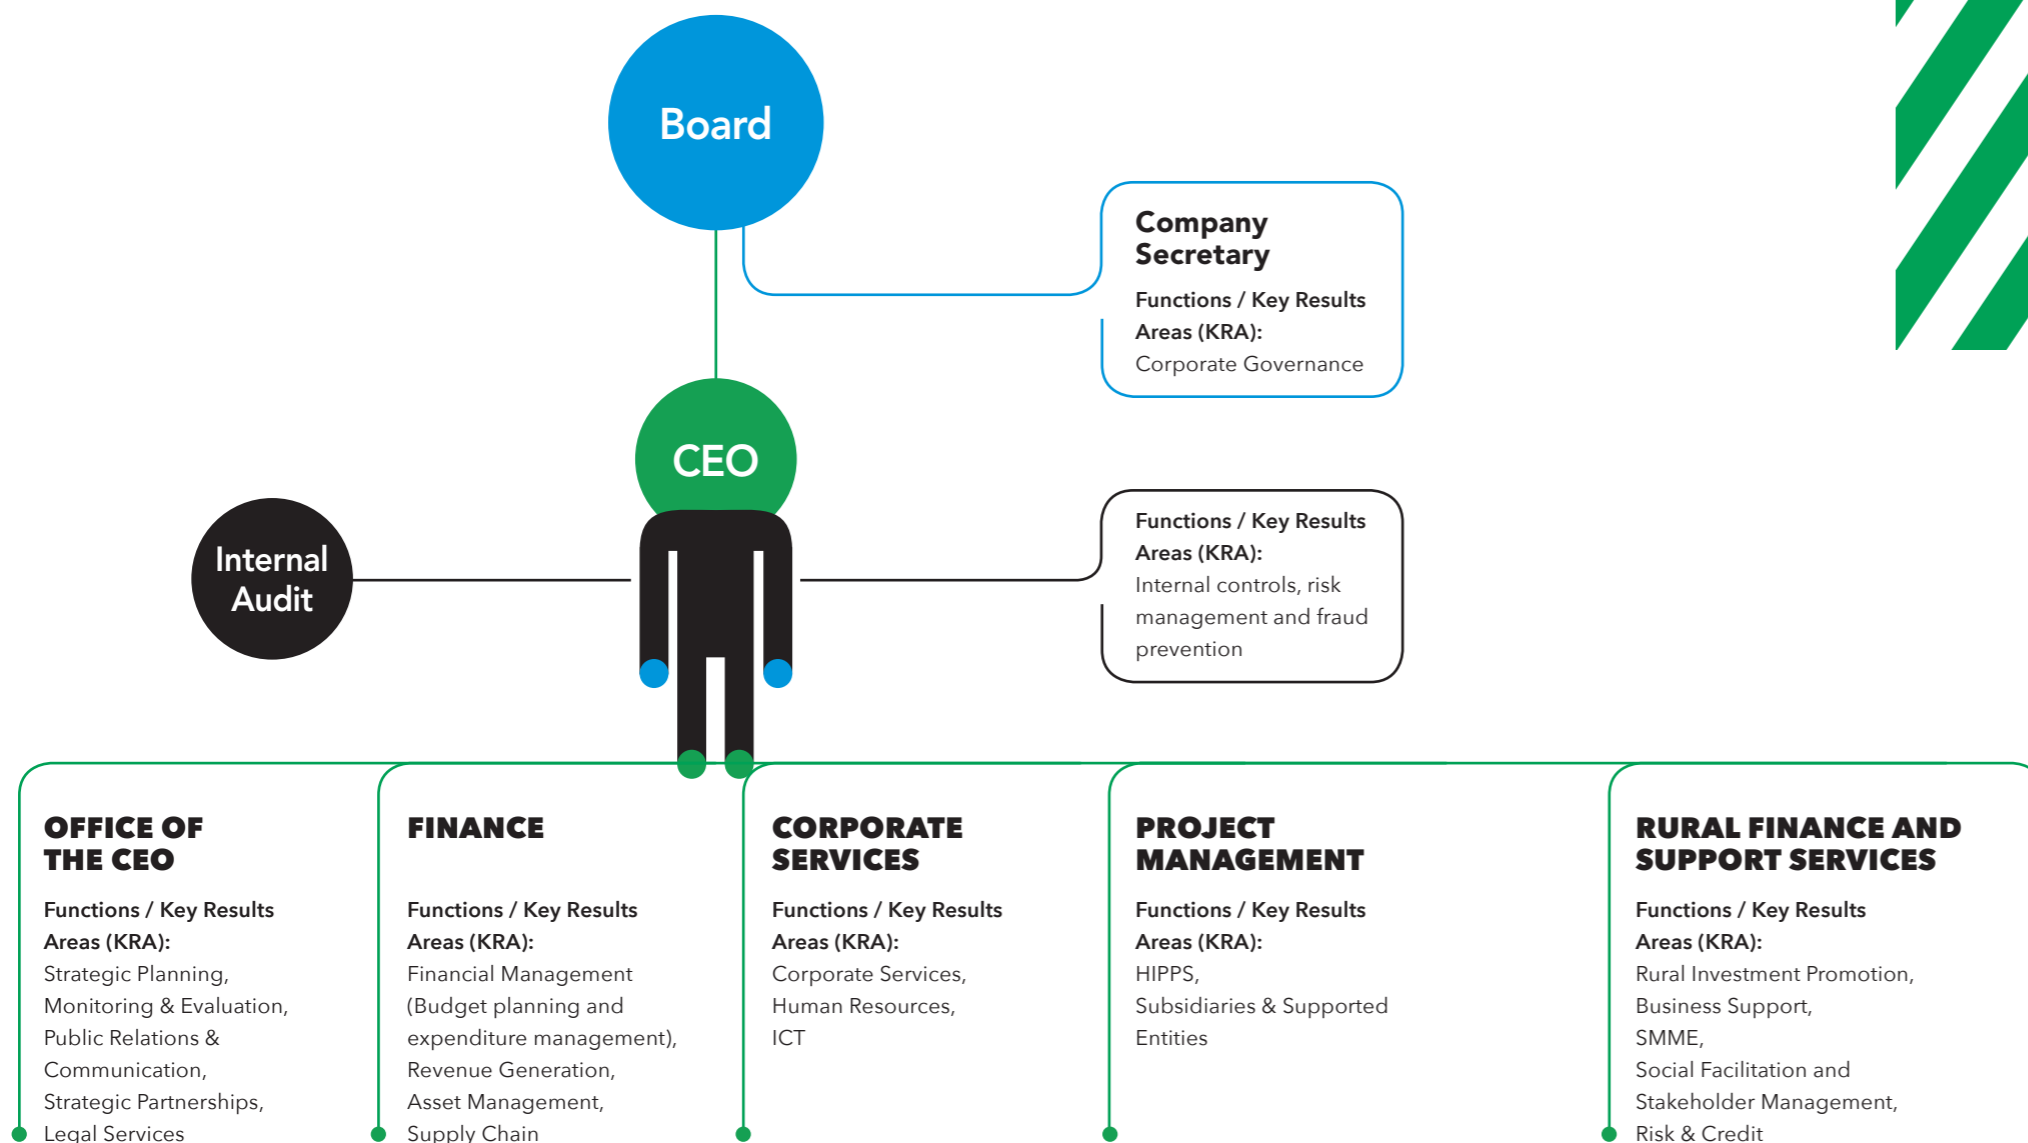 Board
Company
Secretary
Functions / Key Results
Areas (KRA):
Corporate Governance
CEO
Internal
Audit
Functions / Key Results
Areas (KRA):
Internal controls, risk
management and fraud
prevention
OFFICE OF
THE CEO
Functions / Key Results
Areas (KRA):
Strategic Planning,
Monitoring & Evaluation,
Public Relations &
Communication,
Strategic Partnerships,
Legal Services
FINANCE
Functions / Key Results
Areas (KRA):
Financial Management
(Budget planning and
expenditure management),
Revenue Generation,
Asset Management,
Supply Chain
CORPORATE
SERVICES
Functions / Key Results
Areas (KRA):
Corporate Services,
Human Resources,
ICT
PROJECT
MANAGEMENT
Functions / Key Results
Areas (KRA):
HIPPS,
Subsidiaries & Supported
Entities
RURAL FINANCE AND
SUPPORT SERVICES
Functions / Key Results
Areas (KRA):
Rural Investment Promotion,
Business Support,
SMME,
Social Facilitation and
Stakeholder Management,
Risk & Credit